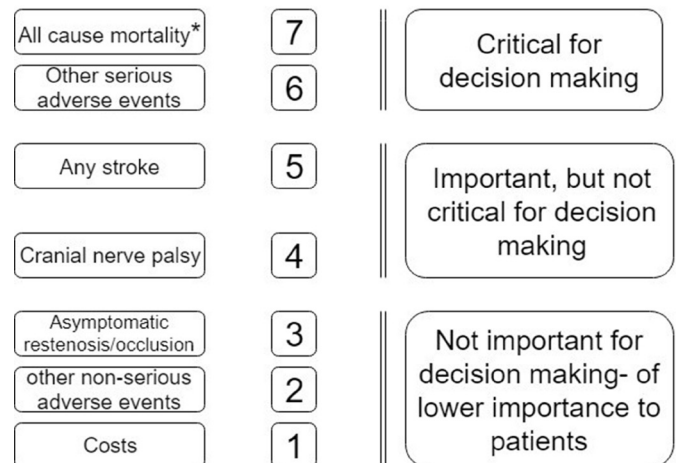 All cause mortality*
7
Critical for
decision making
Other serious
adverse events
6
Any stroke
5
Important, but not
critical for decision
making
Cranial nerve palsy
4
Asymptomatic
restenosis/occlusion
3
Not important for
decision making- of
lower importance to
patients
other non-serious
adverse events
2
Costs
1